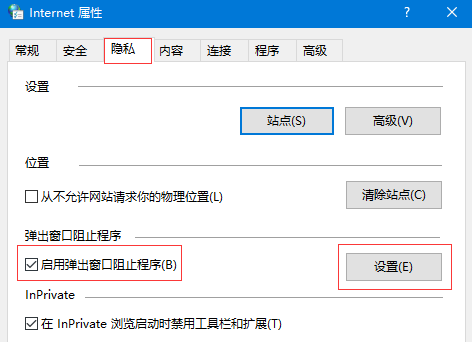 Internet 属性
常规 安全 隐私 内容 连接 程序 高级
设置
站点(S) 高级(V)
位置
从不允许网站请求你的物理位置(L) 清除站点(C)
弹出窗口阻止程序
启用弹出窗口阻止程序(B) 设置(E)
InPrivate
在 InPrivate 浏览启动时禁用工具栏和扩展(T)